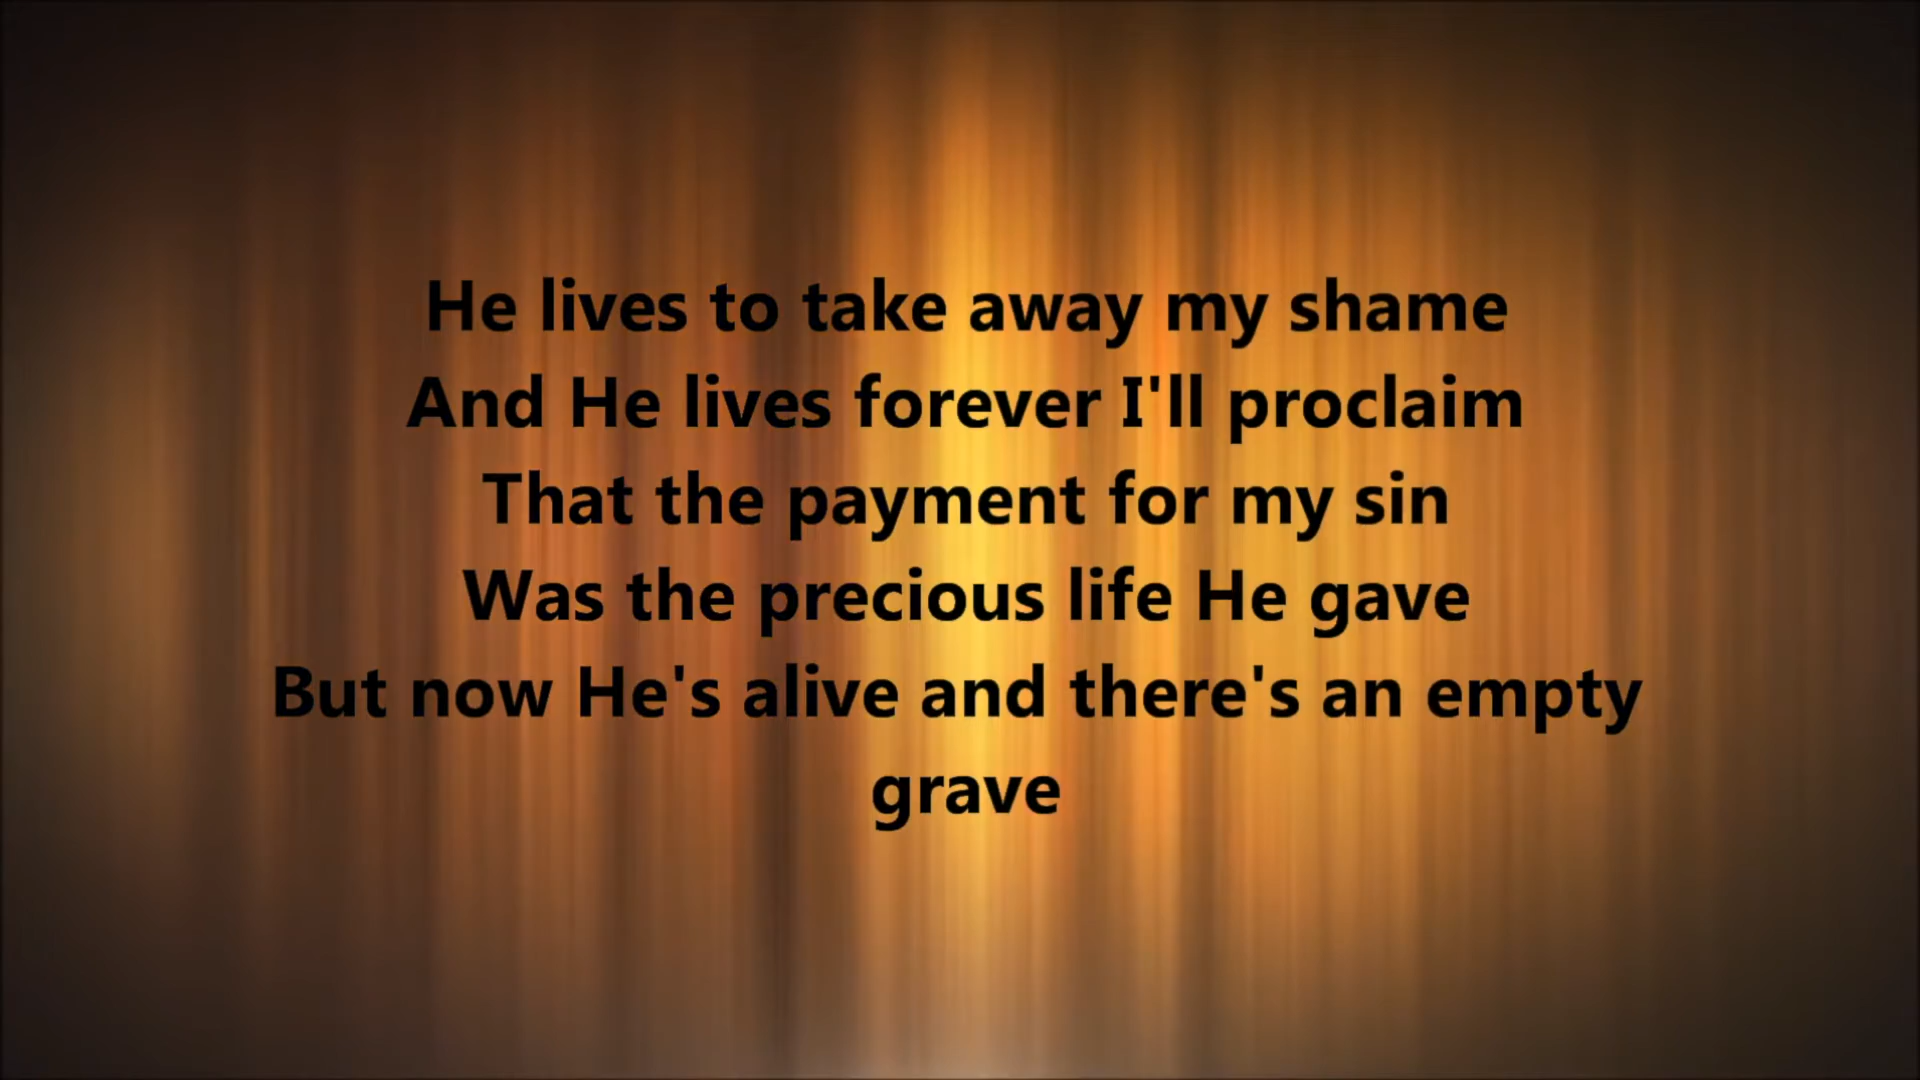 He lives to take away my shame
And He lives forever I'll proclaim
That the payment for my sin
Was the precious life He gave
But now He's alive and there's an empty
grave